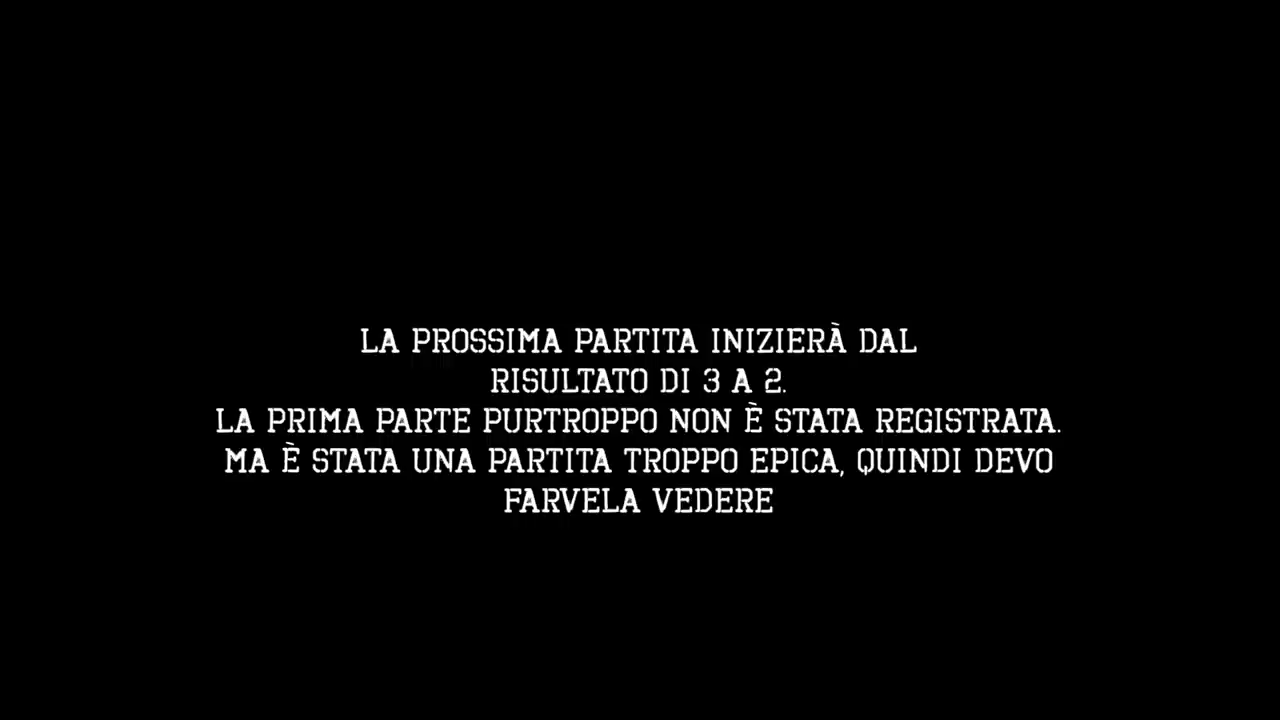 LA PROSSIMA PARTITA INIZIERÀ DAL
RISULTATO DI 3 A 2.
LA PRIMA PARTE PURTROPPO NON È STATA REGISTRATA.
MA È STATA UNA PARTITA TROPPO EPICA, QUINDI DEVO
FARVELA VEDERE